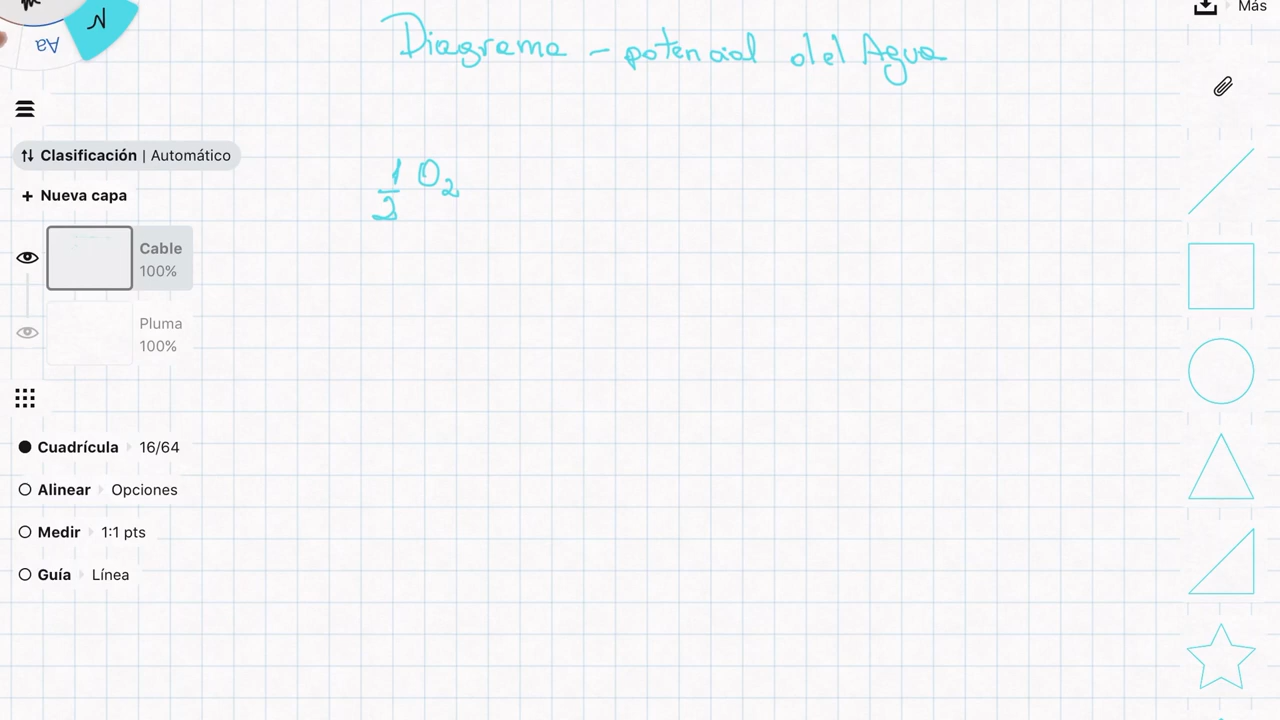 Más
Aa
Diagrama - potencial del Agua
Clasificación | Automático
+ Nueva capa
1/2 O2
Cable
100%
Pluma
100%
Cuadrícula 16/64
Alinear Opciones
Medir 1:1 pts
Guía Línea